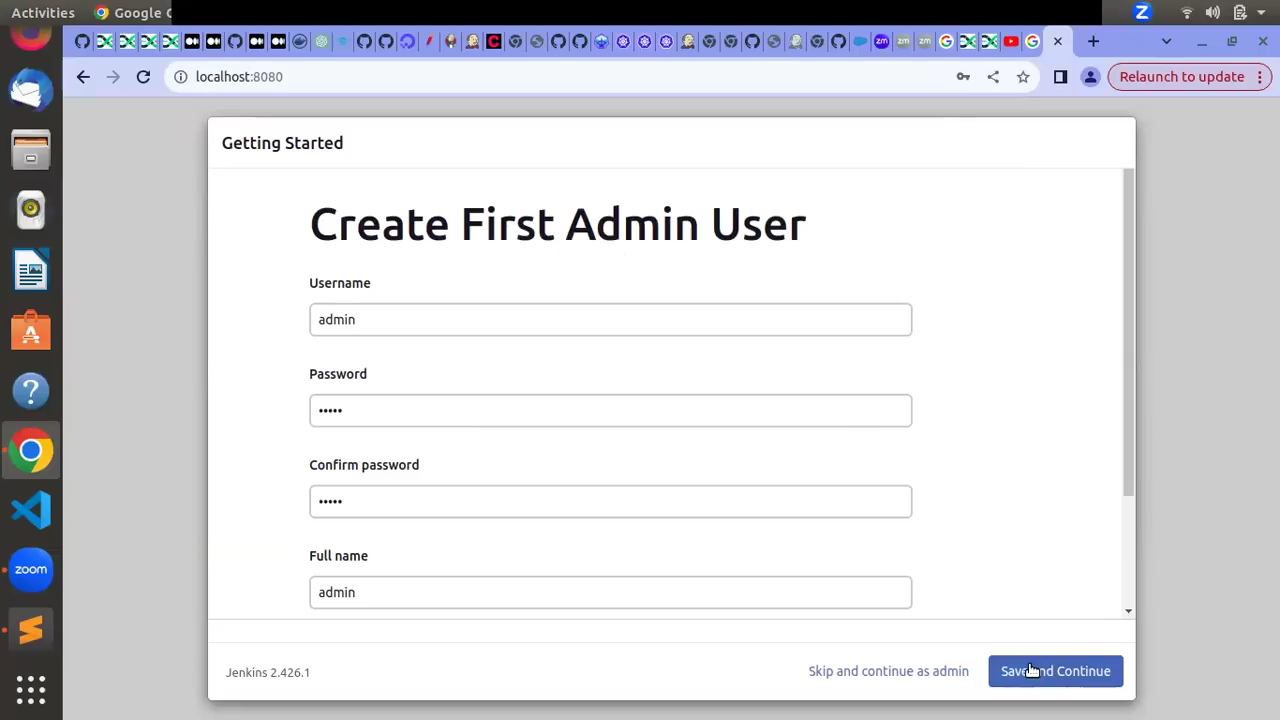 Activities Google C
localhost:8080
Relaunch to update
Getting Started
Create First Admin User
Username
admin
Password
•••••
Confirm password
•••••
Full name
admin
Jenkins 2.426.1
Skip and continue as admin
Save and Continue
zoom